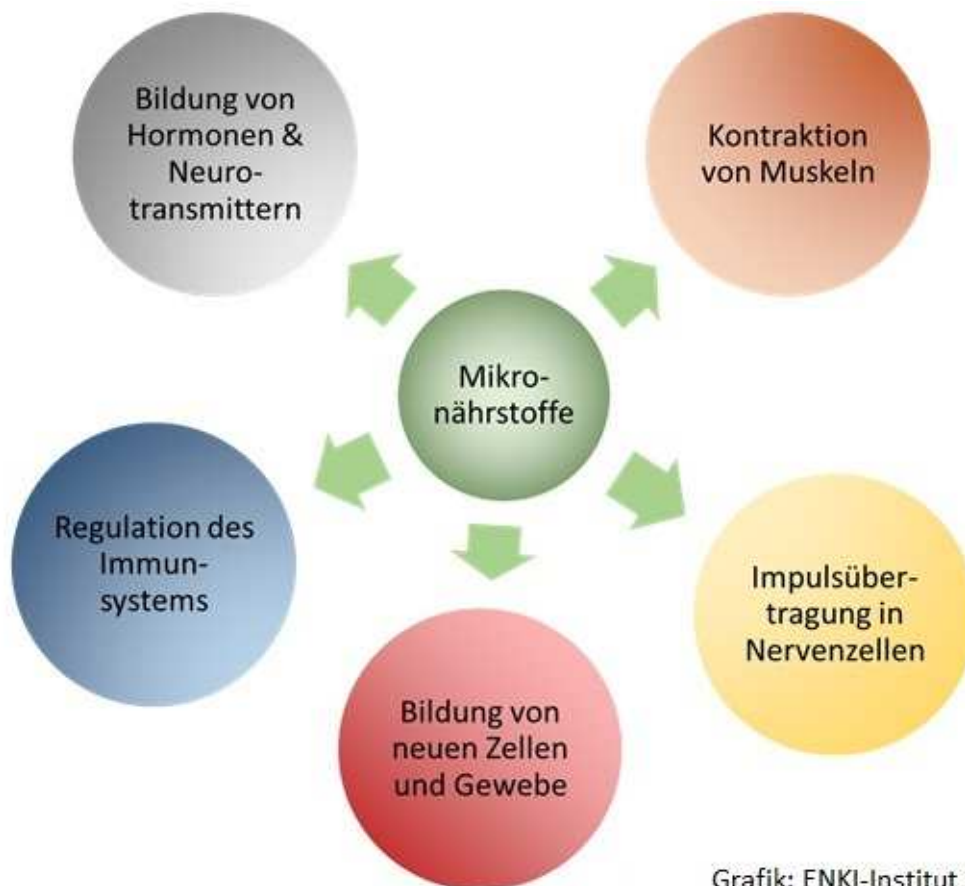 Bildung von
Hormonen &
Neuro-
transmittern
Kontraktion
von Muskeln
Mikro-
nährstoffe
Regulation des
Immun-
systems
Impulsüber-
tragung in
Nervenzellen
Bildung von
neuen Zellen
und Gewebe
Grafik: ENKI-Institut